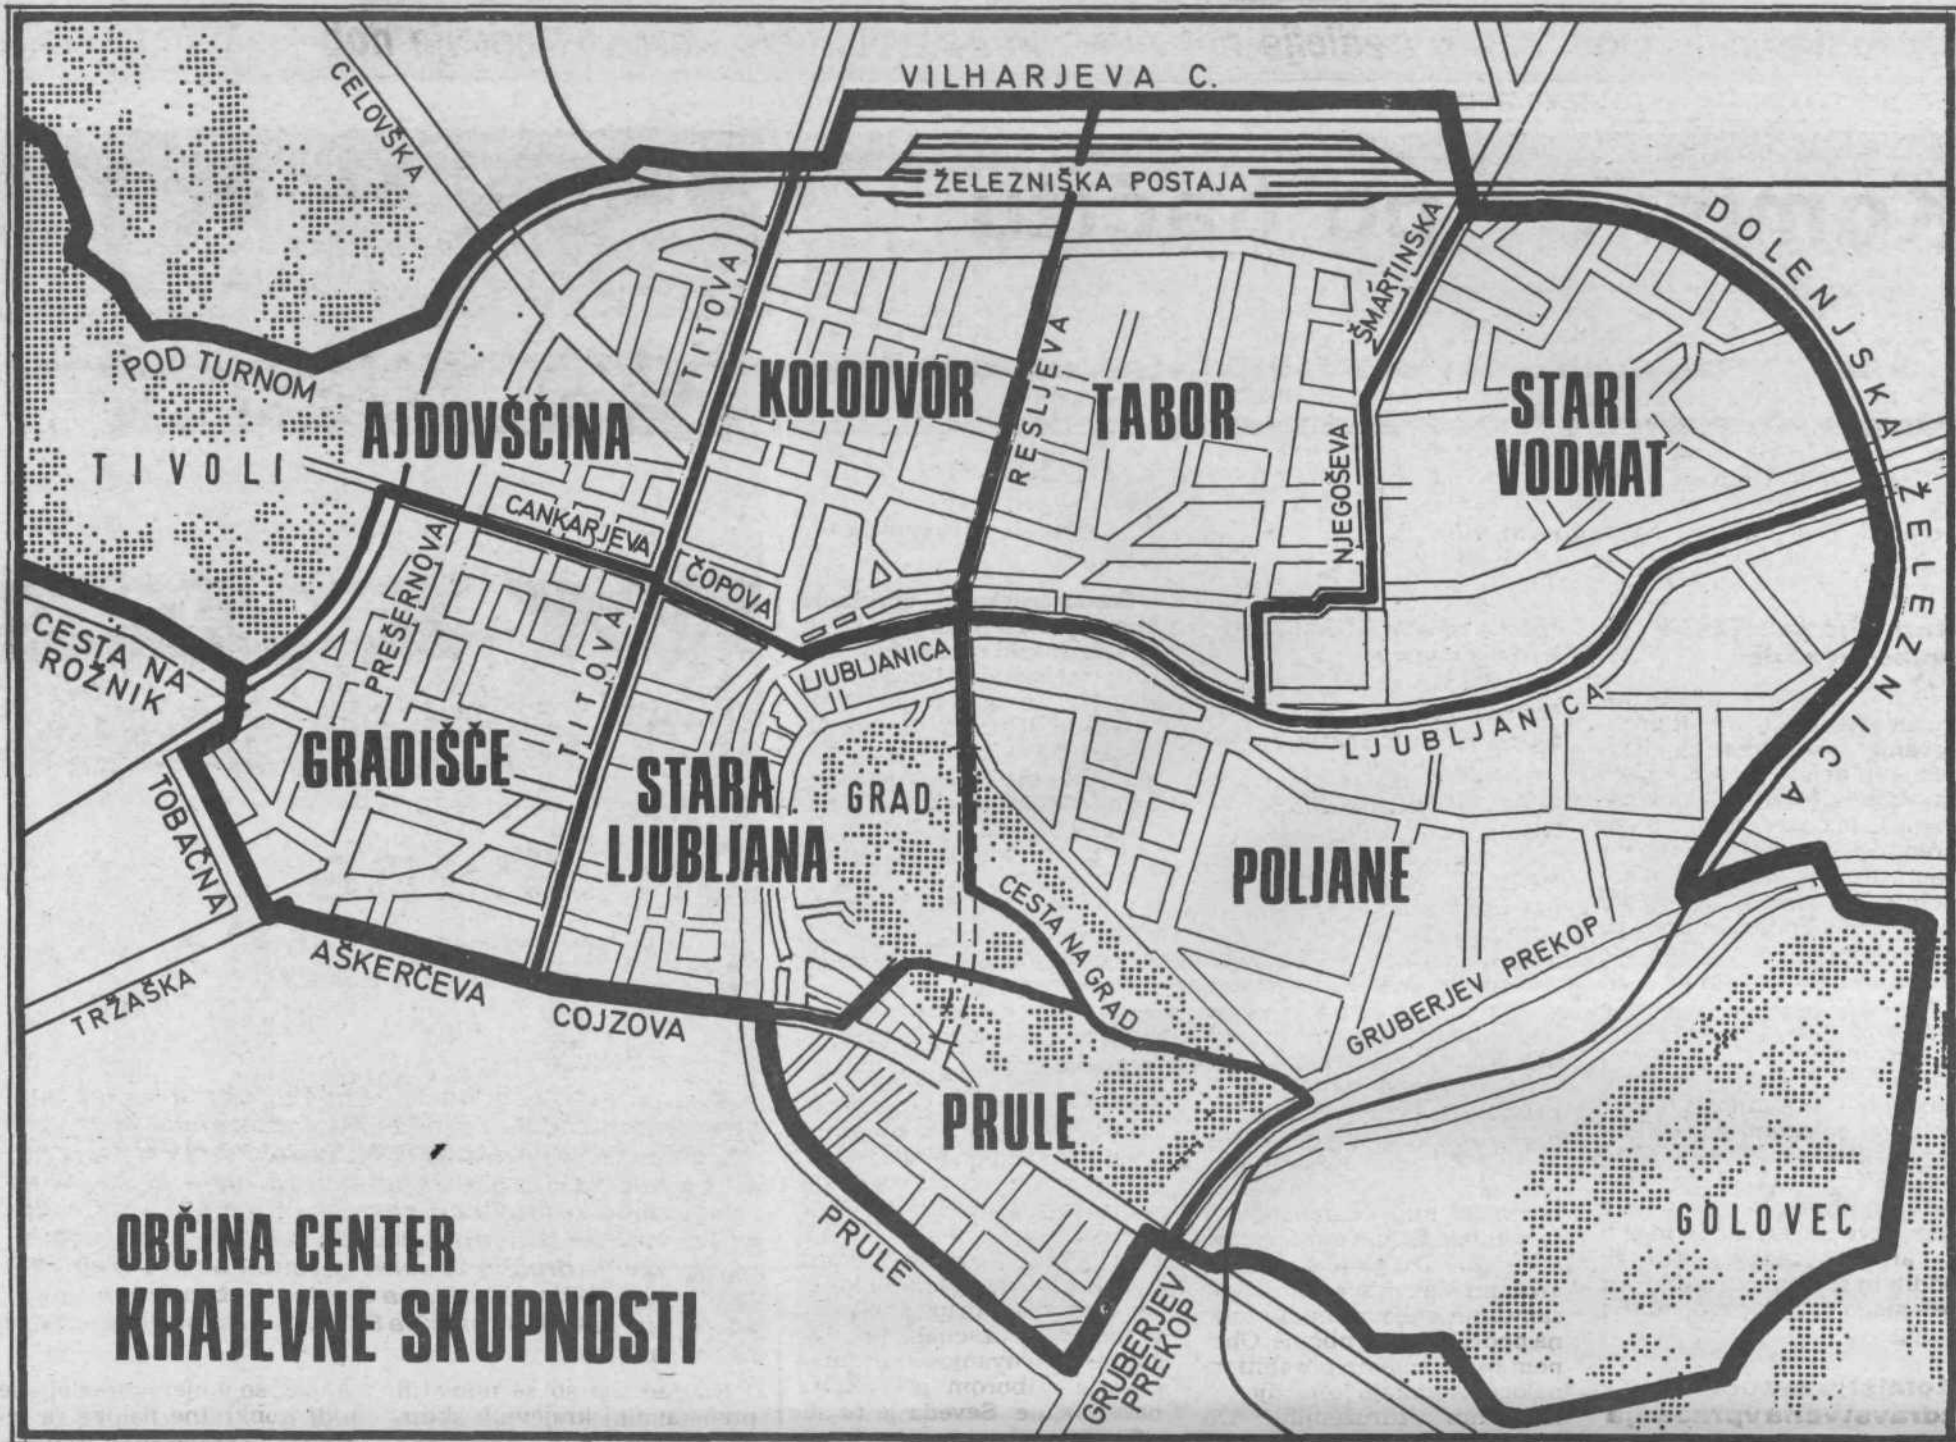 VILHARJEVA C.
CELOVŠKA
ŽELEZNIŠKA POSTAJA
DOLENJSKA ŽELEZNICA
ŠMARTINSKA
TITOVA
RESLJEVA
POD TURNOM
KOLODVOR
TABOR
STARI
VODMAT
AJDOVŠČINA
TIVOLI
NJEGOŠEVA
CANKARJEVA
ČOPOVA
PREŠERNOVA
TITOVA
CESTA NA
ROŽNIK
LJUBLJANICA
LJUBLJANICA
GRADIŠČE
STARA
LJUBLJANA
GRAD
TOBAČNA
POLJANE
CESTA NA GRAD
AŠKERČEVA
TRŽAŠKA
COJZOVA
GRUBERJEV PREKOP
PRULE
PRULE
GOLOVEC
GRUBERJEV
PREKOP
OBČINA CENTER
KRAJEVNE SKUPNOSTI